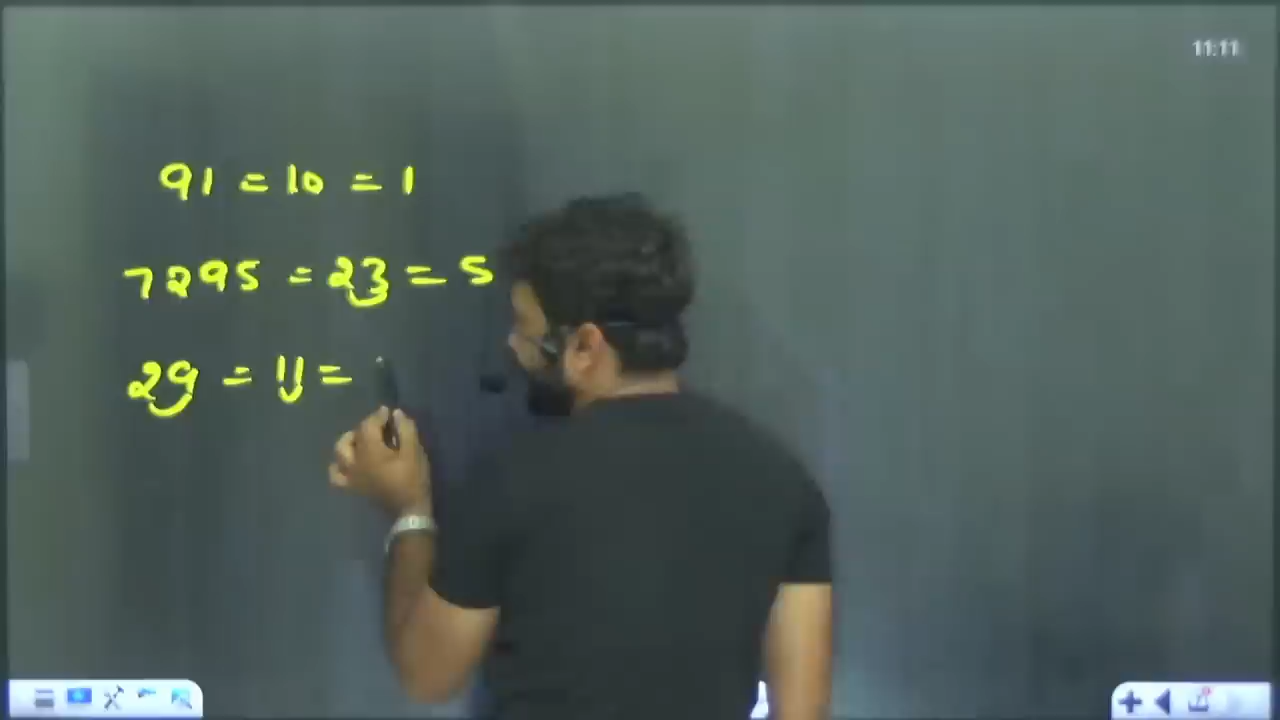 11:11
91 = 10 = 1
7295 = 23 = 5
29 = 11 =